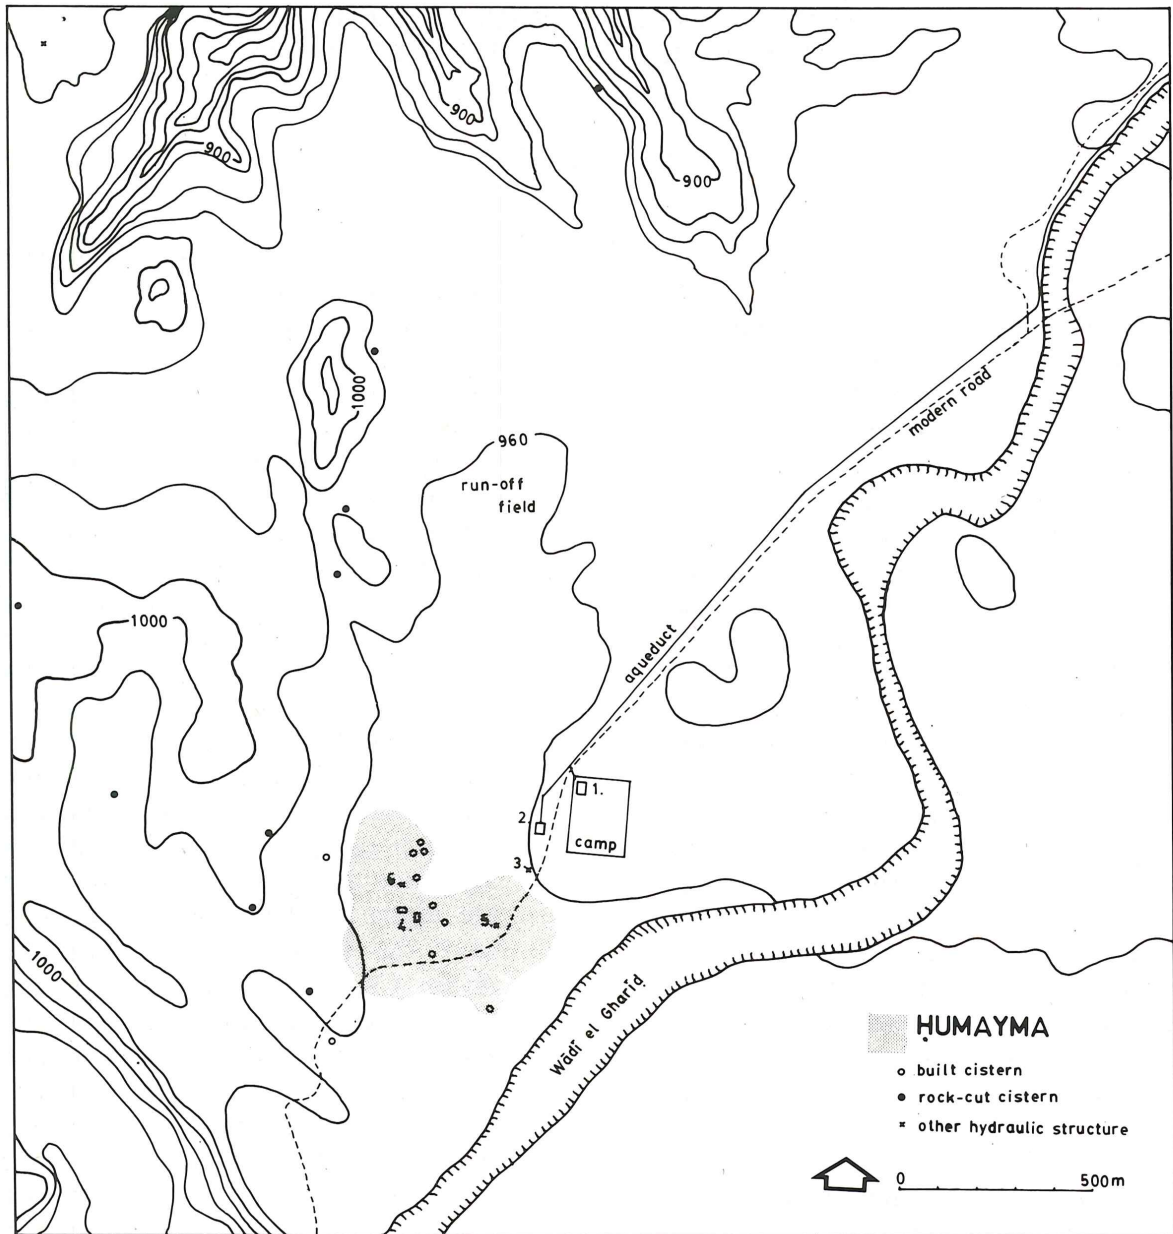 900
900
900
1000
modern road
960
run-off
field
1000
aqueduct
1.
2.
camp
3
6.
4.
5.
1000
Wādī el Gharīḍ
ḤUMAYMA
built cistern
rock-cut cistern
other hydraulic structure
0 500m